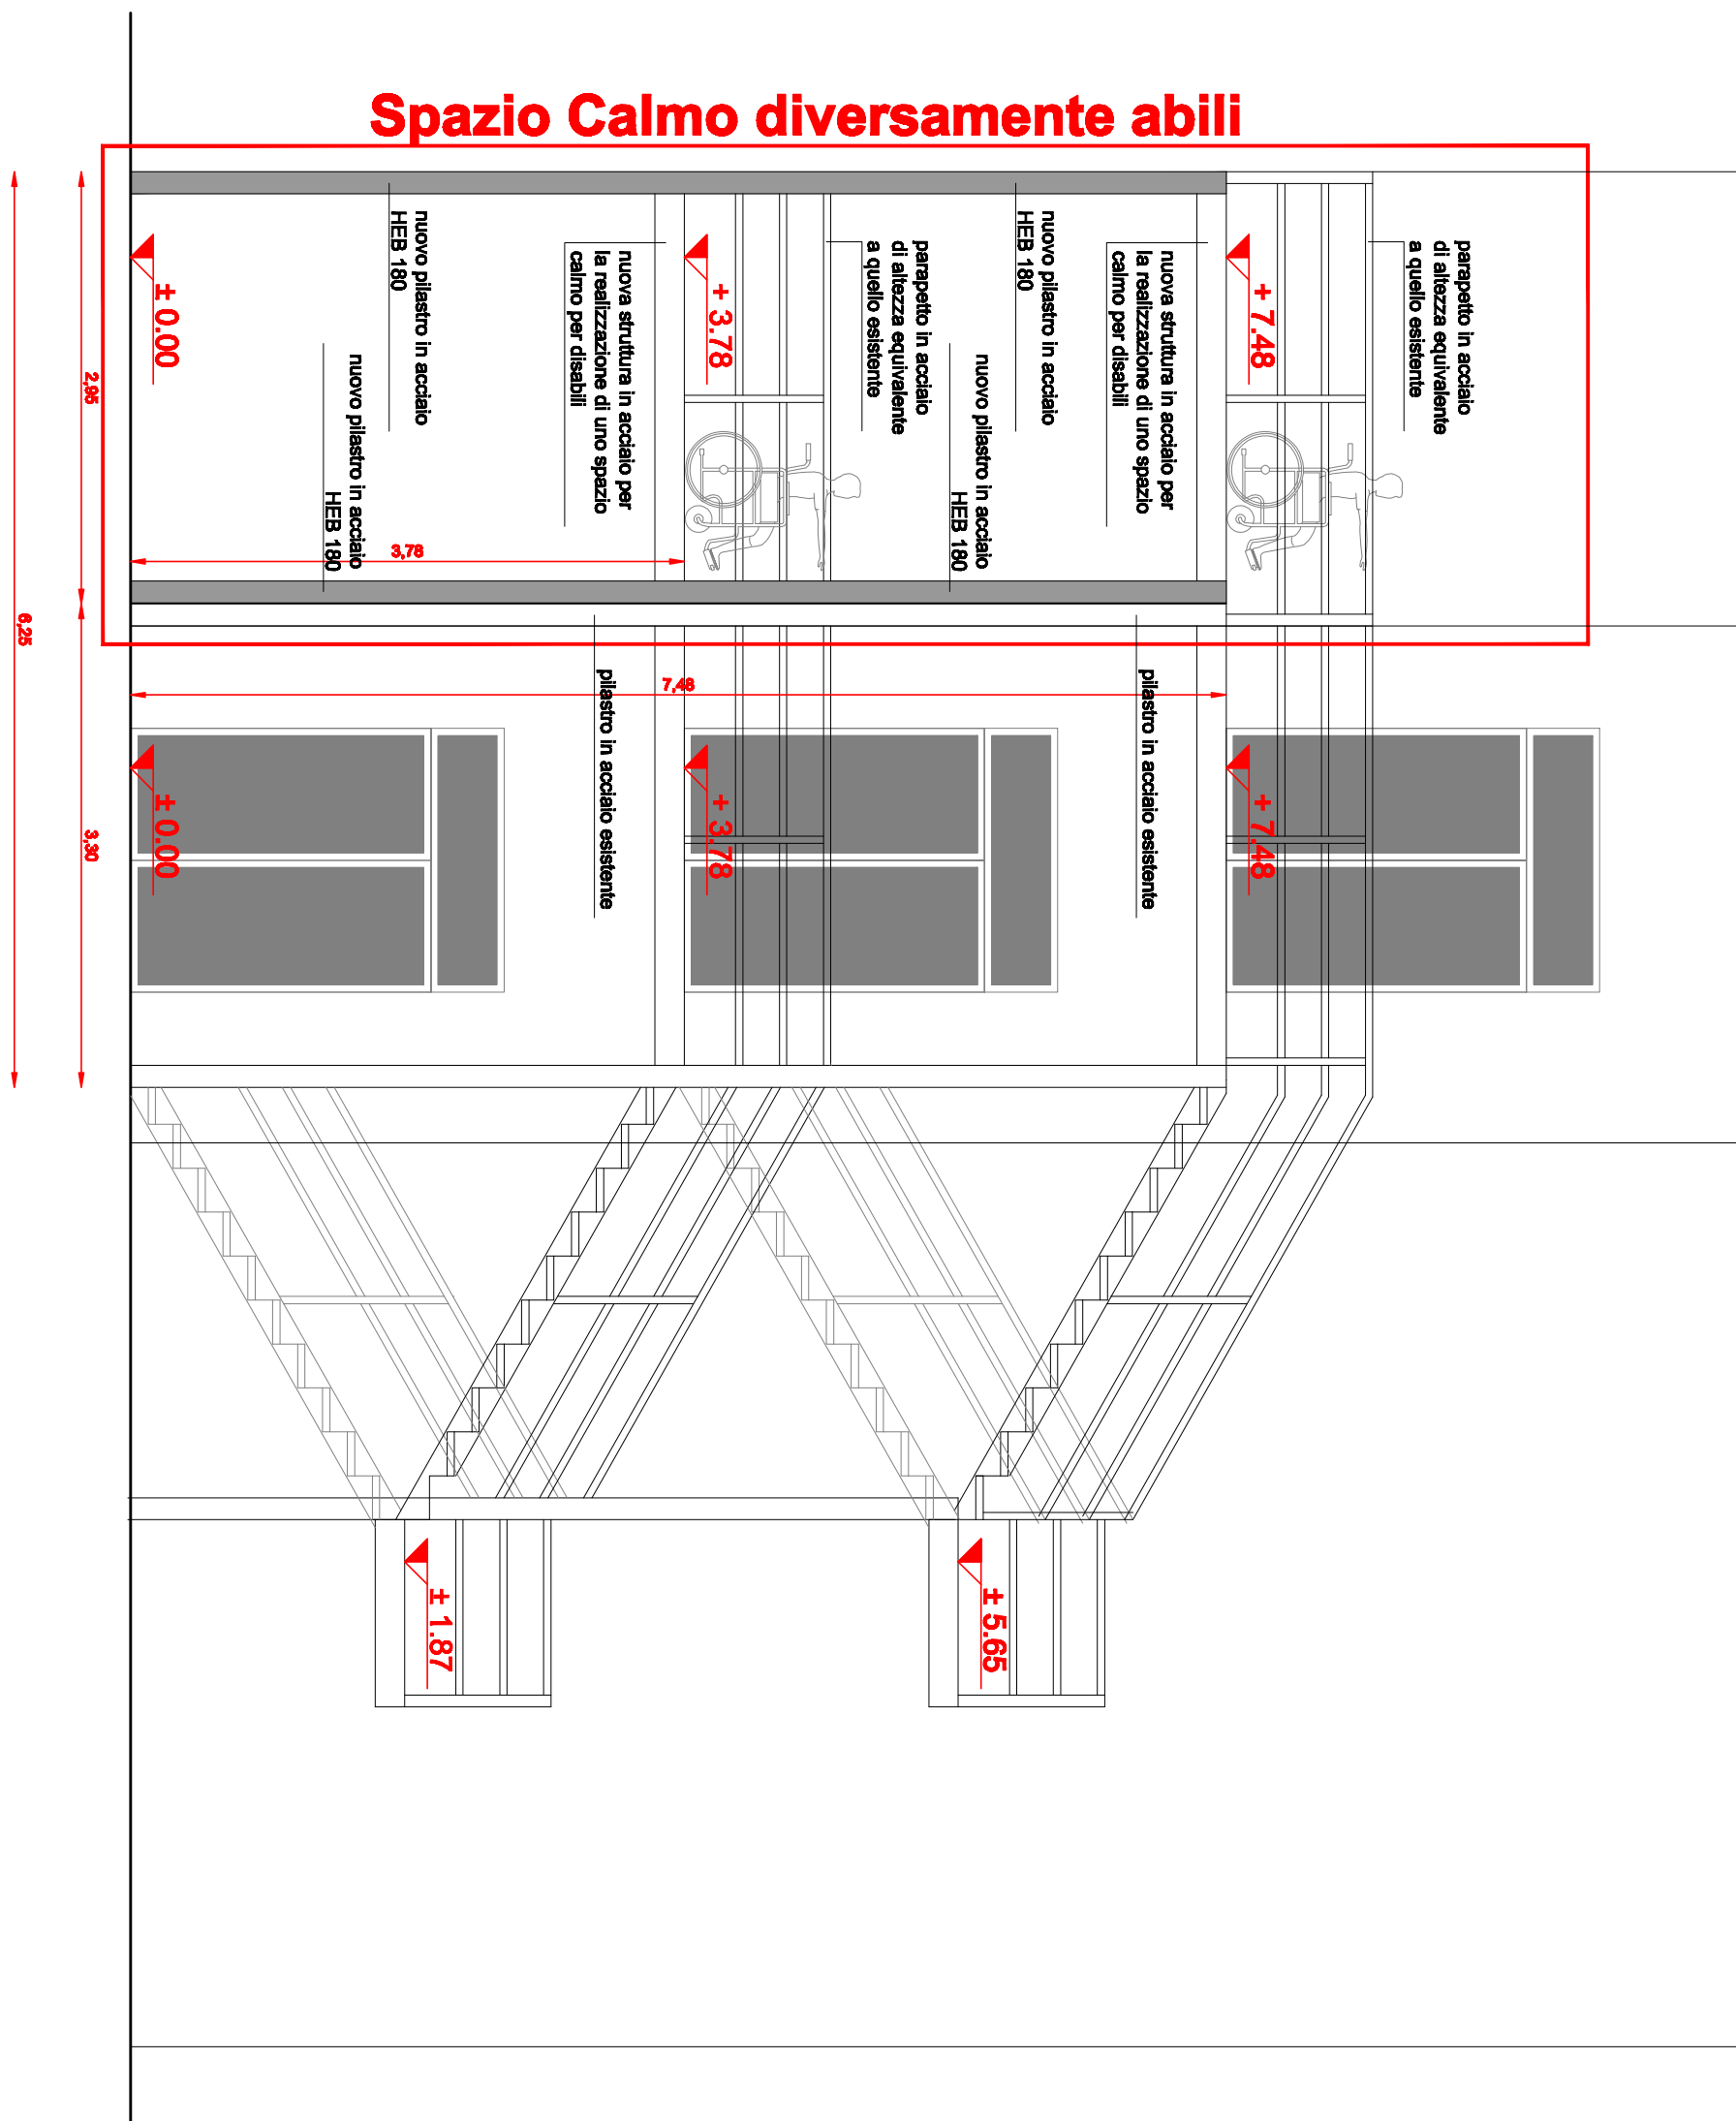 Spazio Calmo diversamente abili
parapetto in acciaio
di altezza equivalente
a quello esistente
+ 7.48
nuova struttura in acciaio per
la realizzazione di uno spazio
calmo per disabili
nuovo pilastro in acciaio
HEB 180
nuovo pilastro in acciaio
HEB 180
parapetto in acciaio
di altezza equivalente
a quello esistente
+ 3.78
nuova struttura in acciaio per
la realizzazione di uno spazio
calmo per disabili
nuovo pilastro in acciaio
HEB 180
nuovo pilastro in acciaio
HEB 180
± 0.00
3,78
2,95
6,25
7,48
pilastro in acciaio esistente
pilastro in acciaio esistente
+ 7.48
+ 3.78
± 0.00
3,30
± 5.65
± 1.87